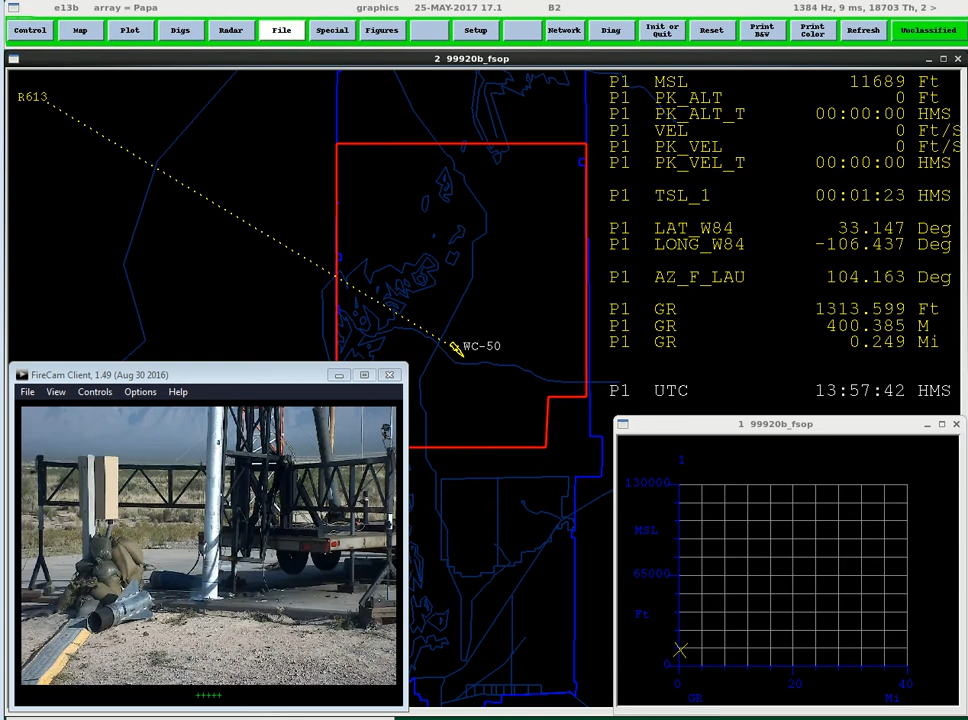 e13b array = Papa graphics 25-MAY-2017 17.1 B2 1384 Hz, 9 ms, 18703 Th, 2 >
Control Map Plot Digs Radar File Special Figures Setup Network Diag Init or Quit Reset Print B&W Print Color Refresh Unclassified
2 99920b_fsop
R613
WC-50
P1 MSL 11689 Ft
P1 PK_ALT 0 Ft
P1 PK_ALT_T 00:00:00 HMS
P1 VEL 0 Ft/S
P1 PK_VEL 0 Ft/S
P1 PK_VEL_T 00:00:00 HMS
P1 TSL_1 00:01:23 HMS
P1 LAT_W84 33.147 Deg
P1 LONG_W84 -106.437 Deg
P1 AZ_F_LAU 104.163 Deg
P1 GR 1313.599 Ft
P1 GR 400.385 M
P1 GR 0.249 Mi
P1 UTC 13:57:42 HMS
FireCam Client, 1.49 (Aug 30 2016)
File View Controls Options Help
+++++
1 99920b_fsop
1
130000
MSL
65000
Ft
0
0 20 40
GR Mi